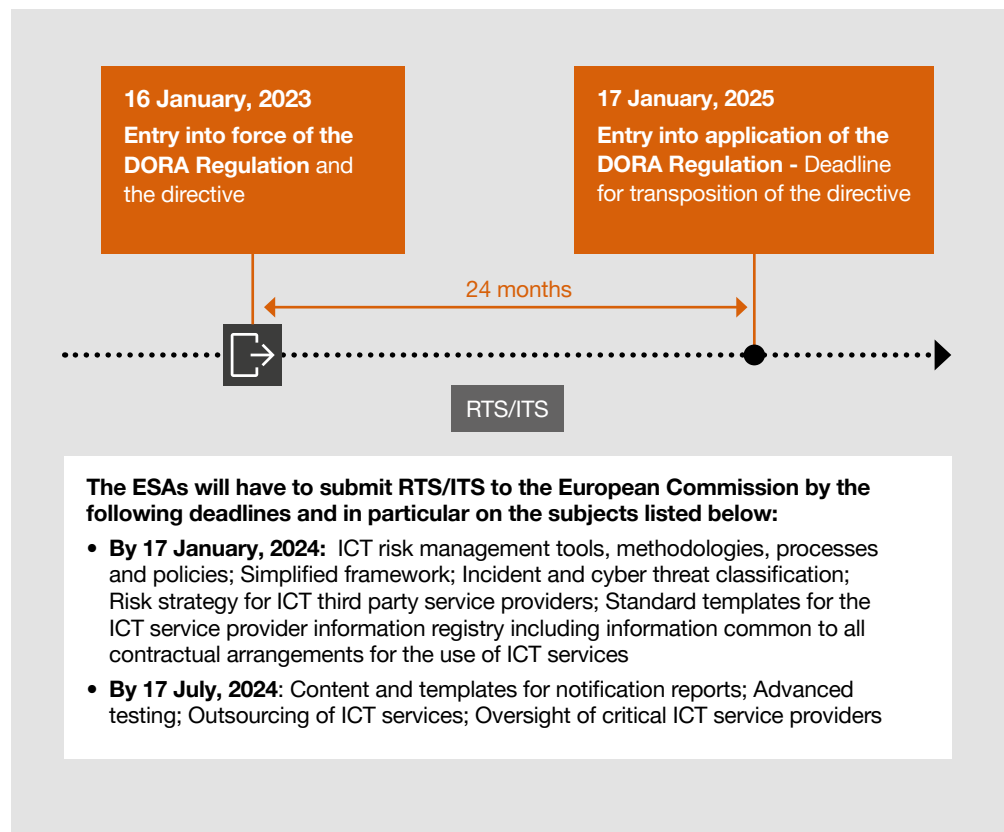 16 January, 2023
Entry into force of the
DORA Regulation and
the directive
17 January, 2025
Entry into application of the
DORA Regulation - Deadline
for transposition of the directive
24 months
RTS/ITS
The ESAs will have to submit RTS/ITS to the European Commission by the
following deadlines and in particular on the subjects listed below:
• By 17 January, 2024: ICT risk management tools, methodologies, processes
and policies; Simplified framework; Incident and cyber threat classification;
Risk strategy for ICT third party service providers; Standard templates for the
ICT service provider information registry including information common to all
contractual arrangements for the use of ICT services
• By 17 July, 2024: Content and templates for notification reports; Advanced
testing; Outsourcing of ICT services; Oversight of critical ICT service providers